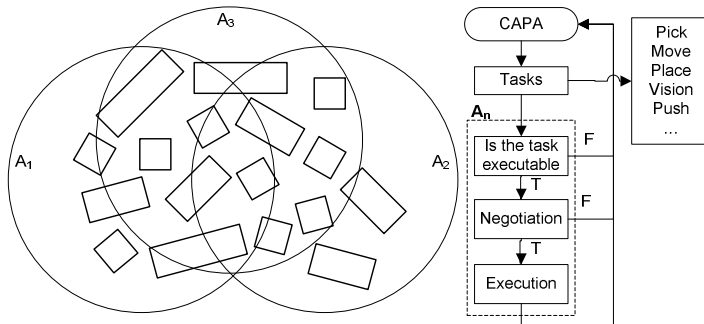 A3
A1
A2
CAPA
Tasks
Pick
Move
Place
Vision
Push
...
An
Is the task
executable
F
T
Negotiation
F
T
Execution